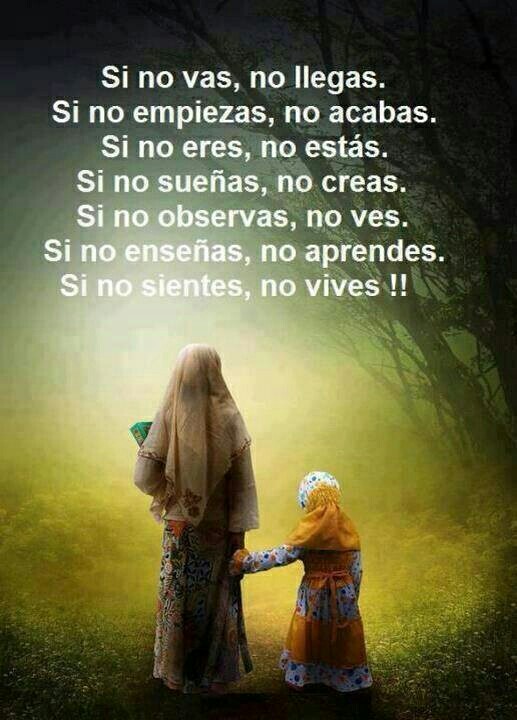 Si no vas, no llegas.
Si no empiezas, no acabas.
Si no eres, no estás.
Si no sueñas, no creas.
Si no observas, no ves.
Si no enseñas, no aprendes.
Si no sientes, no vives !!